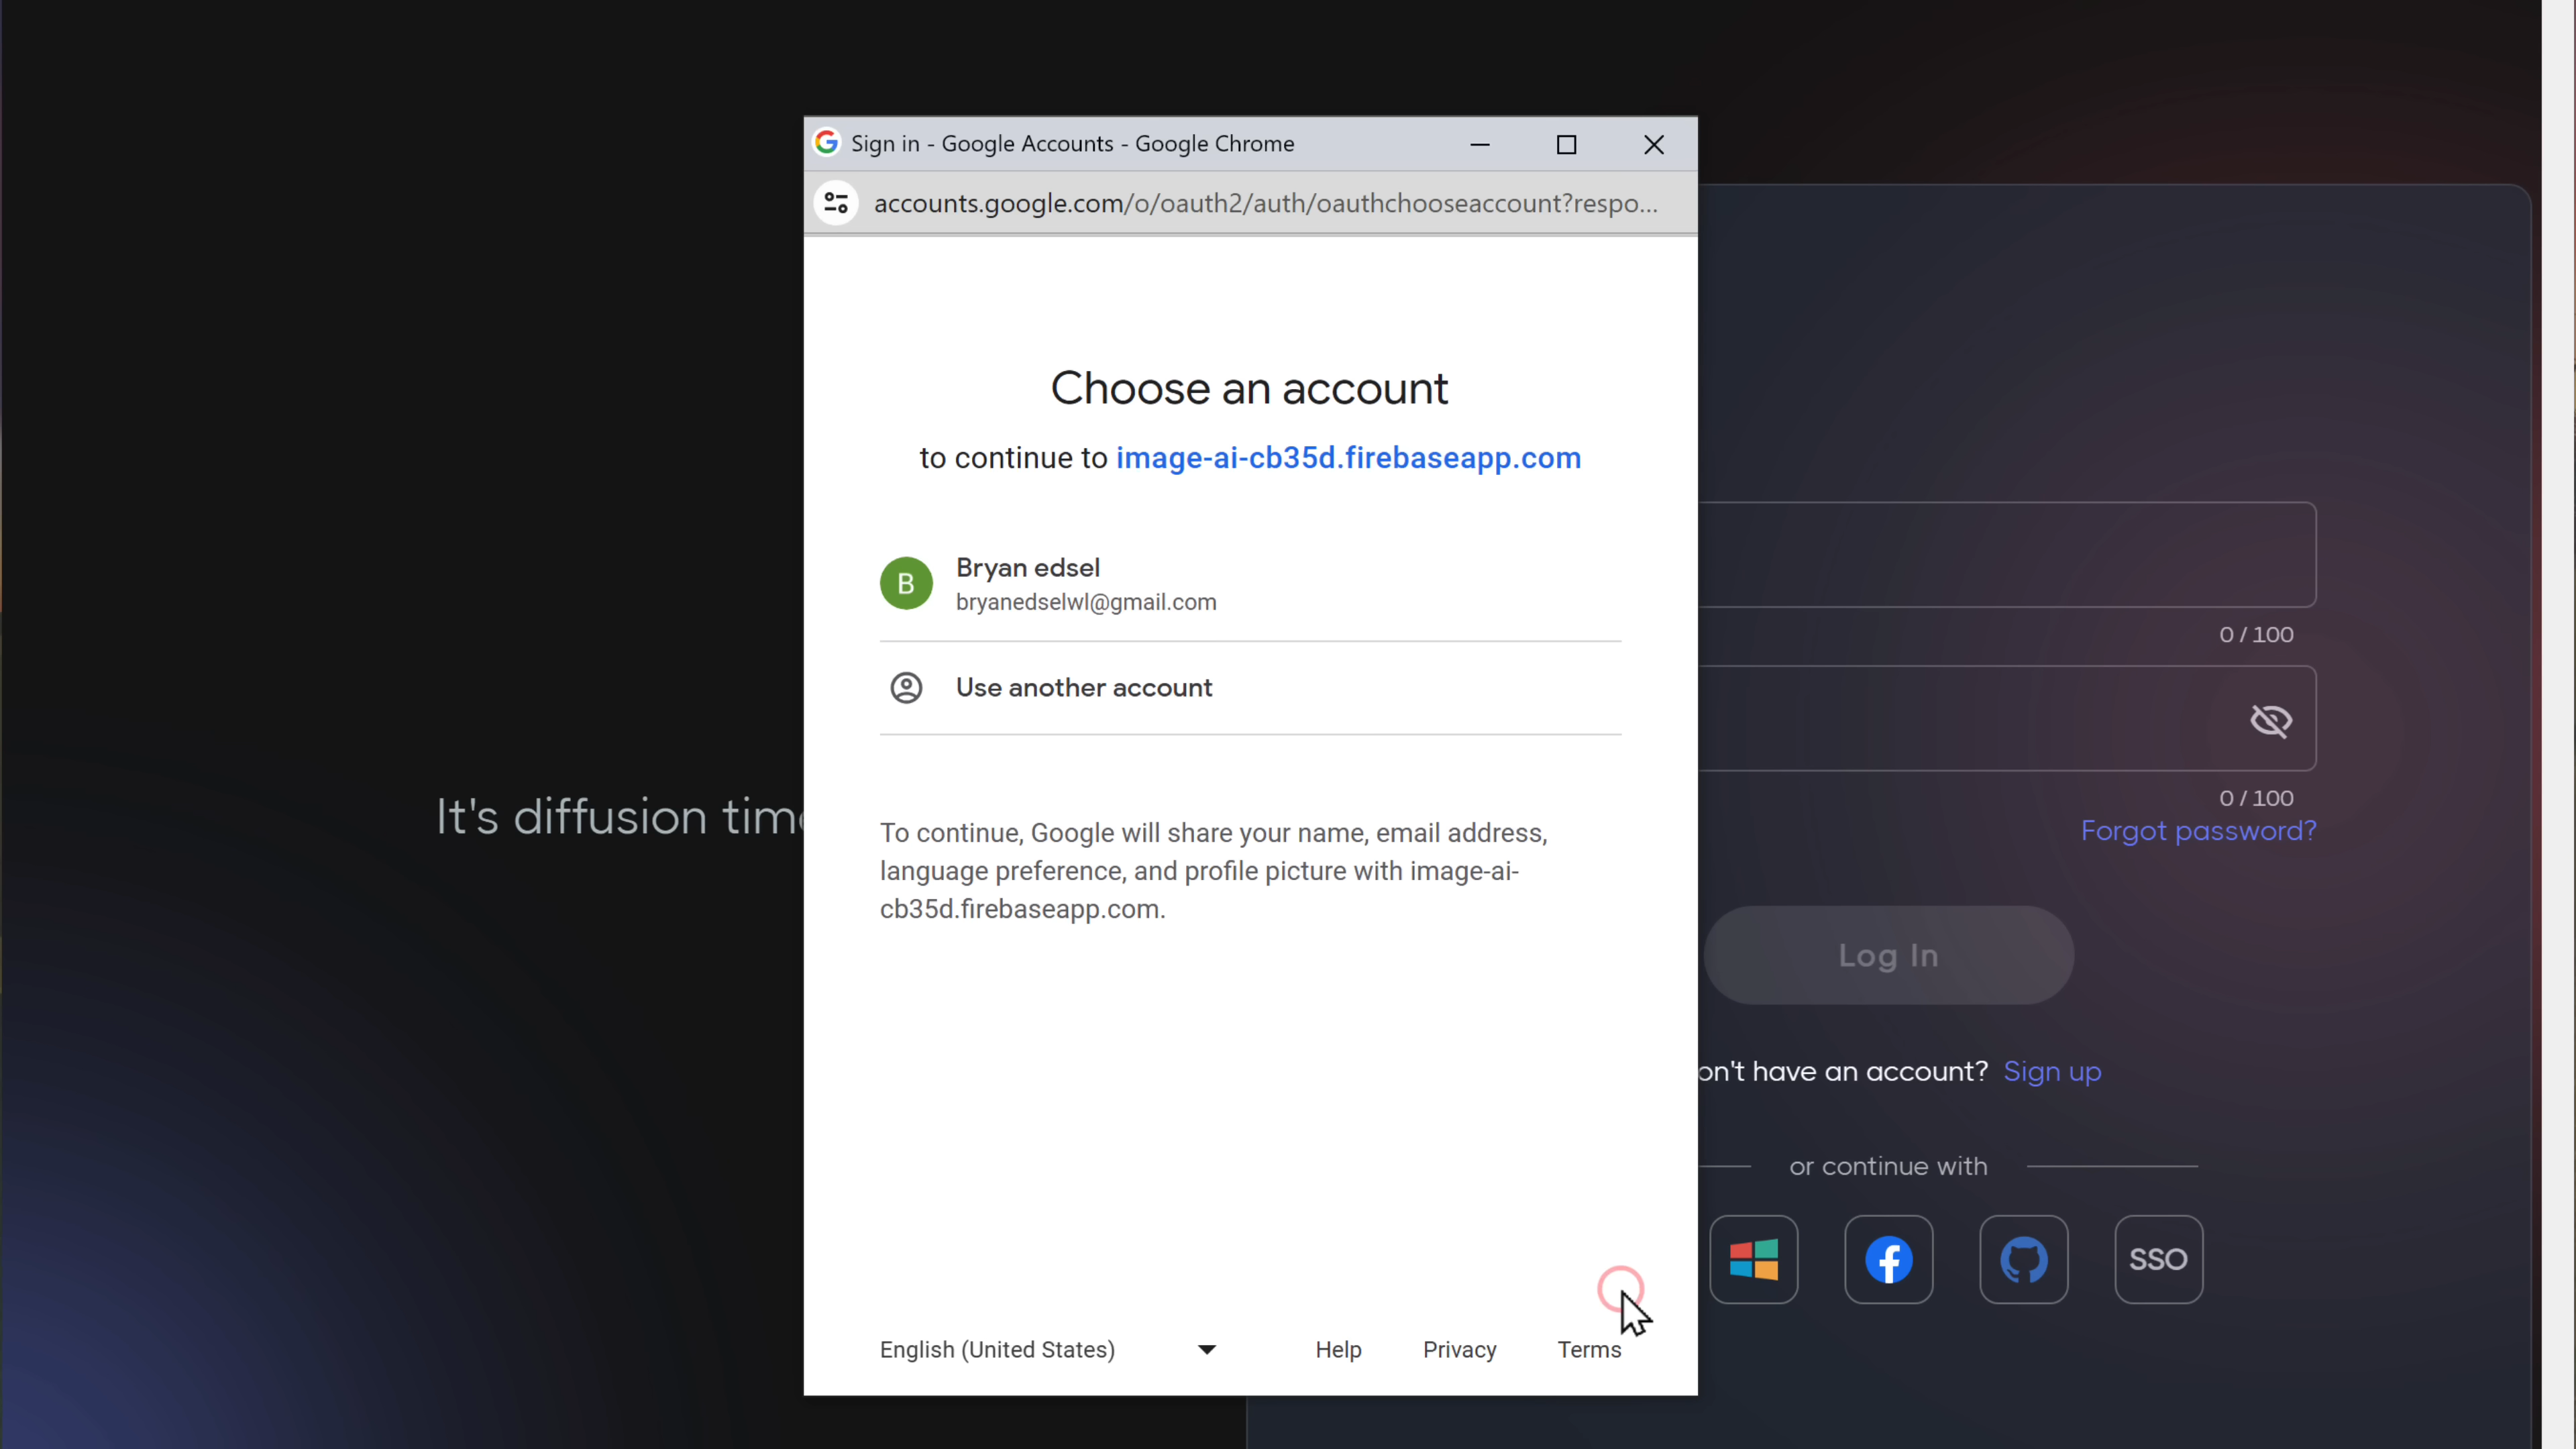 Sign in - Google Accounts - Google Chrome
accounts.google.com/o/oauth2/auth/oauthchooseaccount?respo...
Choose an account
to continue to image-ai-cb35d.firebaseapp.com
B
Bryan edsel
bryanedselwl@gmail.com
Use another account
To continue, Google will share your name, email address,
language preference, and profile picture with image-ai-
cb35d.firebaseapp.com.
English (United States)
Help
Privacy
Terms
It's diffusion tim
0 / 100
0 / 100
Forgot password?
Log In
on't have an account? Sign up
or continue with
SSO